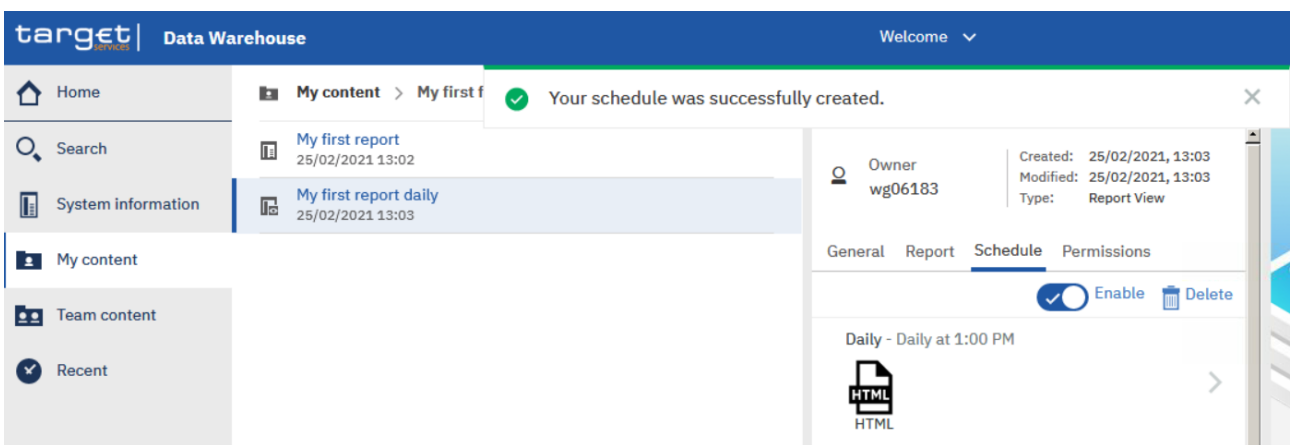 target services | Data Warehouse
Welcome
Home
Search
System information
My content
Team content
Recent
My content > My first f
Your schedule was successfully created.
My first report
25/02/2021 13:02
My first report daily
25/02/2021 13:03
Owner
wg06183
Created: 25/02/2021, 13:03
Modified: 25/02/2021, 13:03
Type: Report View
General Report Schedule Permissions
Enable Delete
Daily - Daily at 1:00 PM
HTML
HTML